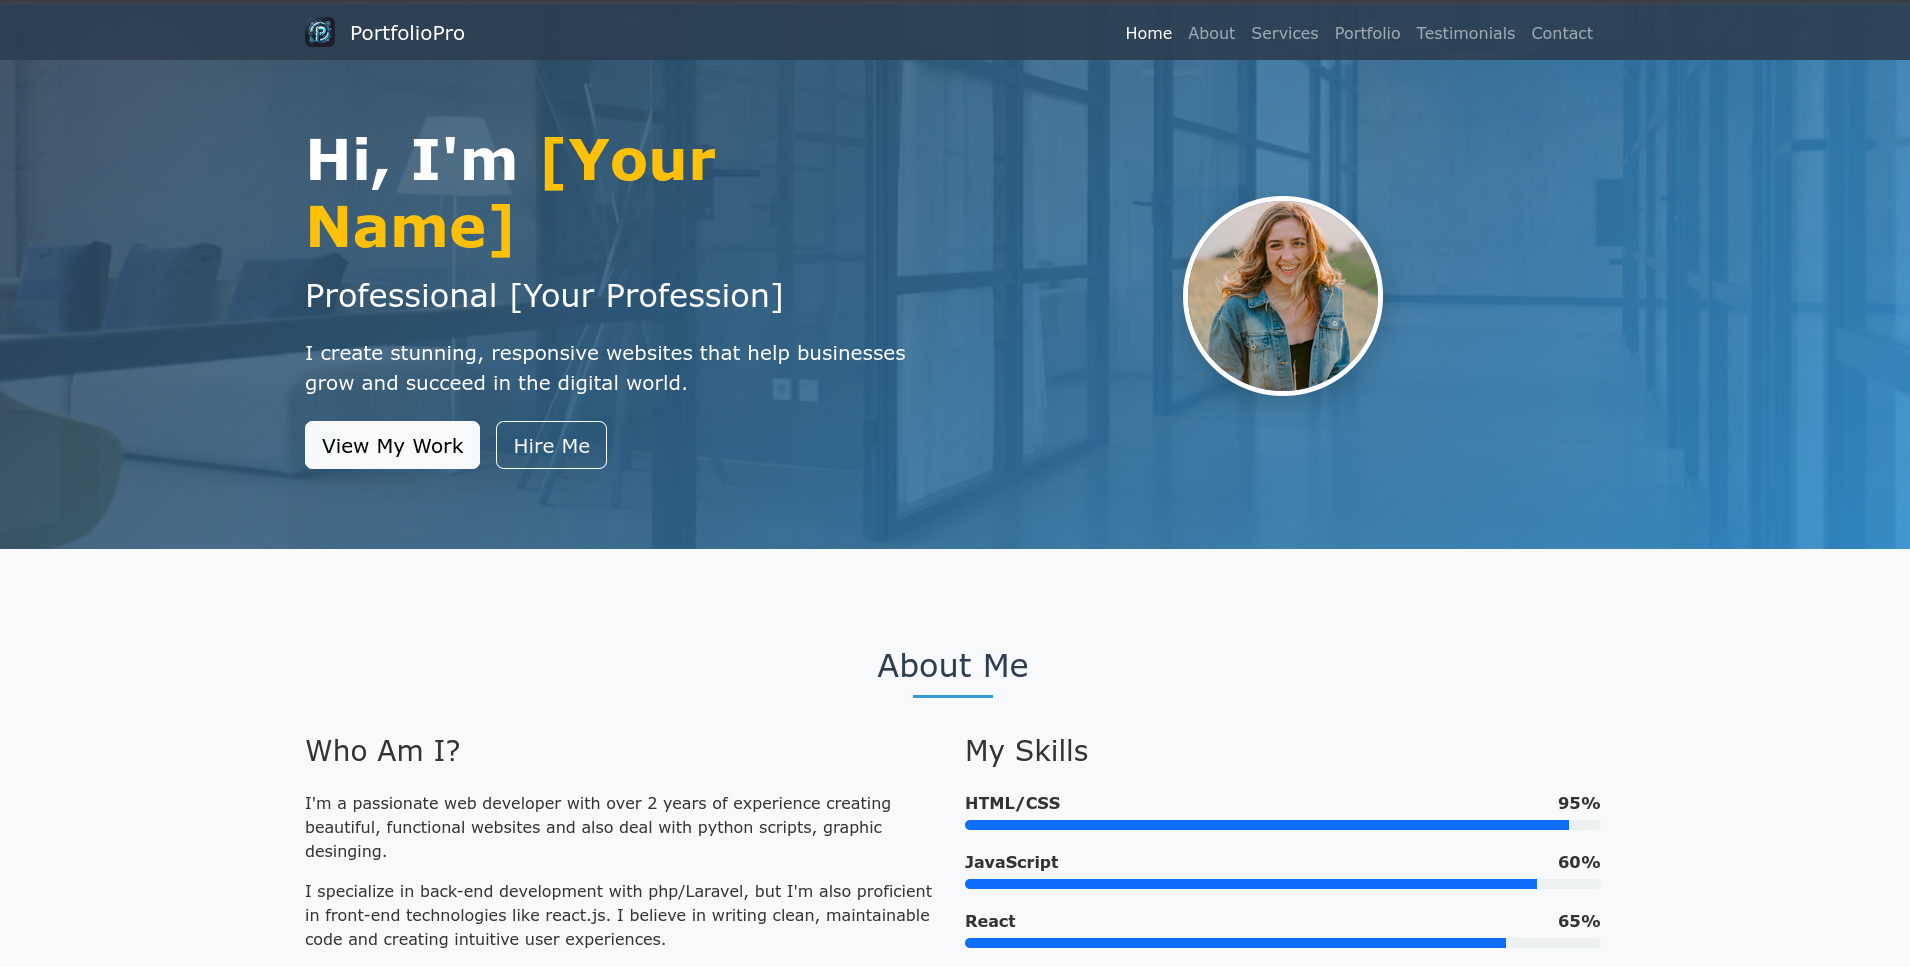 PortfolioPro
Home About Services Portfolio Testimonials Contact
Hi, I'm [Your
Name]
Professional [Your Profession]
I create stunning, responsive websites that help businesses
grow and succeed in the digital world.
View My Work Hire Me
About Me
Who Am I?
I'm a passionate web developer with over 2 years of experience creating
beautiful, functional websites and also deal with python scripts, graphic
desinging.
I specialize in back-end development with php/Laravel, but I'm also proficient
in front-end technologies like react.js. I believe in writing clean, maintainable
code and creating intuitive user experiences.
My Skills
HTML/CSS 95%
JavaScript 60%
React 65%